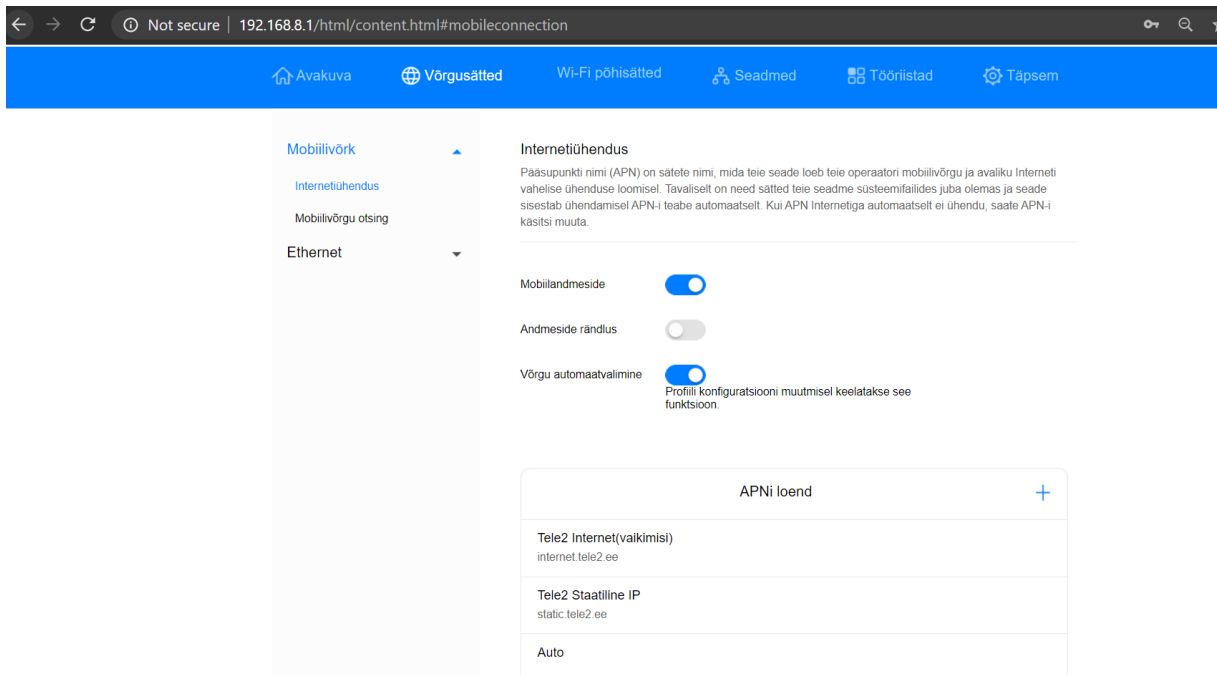 Not secure | 192.168.8.1/html/content.html#mobileconnection
Avakuva Võrgusätted Wi-Fi põhisätted Seadmed Tööriistad Täpsem
Mobiilivõrk
Internetiühendus
Mobiilivõrgu otsing
Ethernet
Internetiühendus
Pääsupunkti nimi (APN) on sätete nimi, mida teie seade loeb teie operaatori mobiilivõrgu ja avaliku Interneti
vahelise ühenduse loomisel. Tavaliselt on need sätted teie seadme süsteemifailides juba olemas ja seade
sisestab ühendamisel APN-i teabe automaatselt. Kui APN Internetiga automaatselt ei ühendu, saate APN-i
käsitsi muuta.
Mobiilandmeside
Andmeside rändlus
Võrgu automaatvalimine
Profiili konfiguratsiooni muutmisel keelatakse see
funktsioon.
APNi loend
Tele2 Internet(vaikimisi)
internet.tele2.ee
Tele2 Staatiline IP
static.tele2.ee
Auto